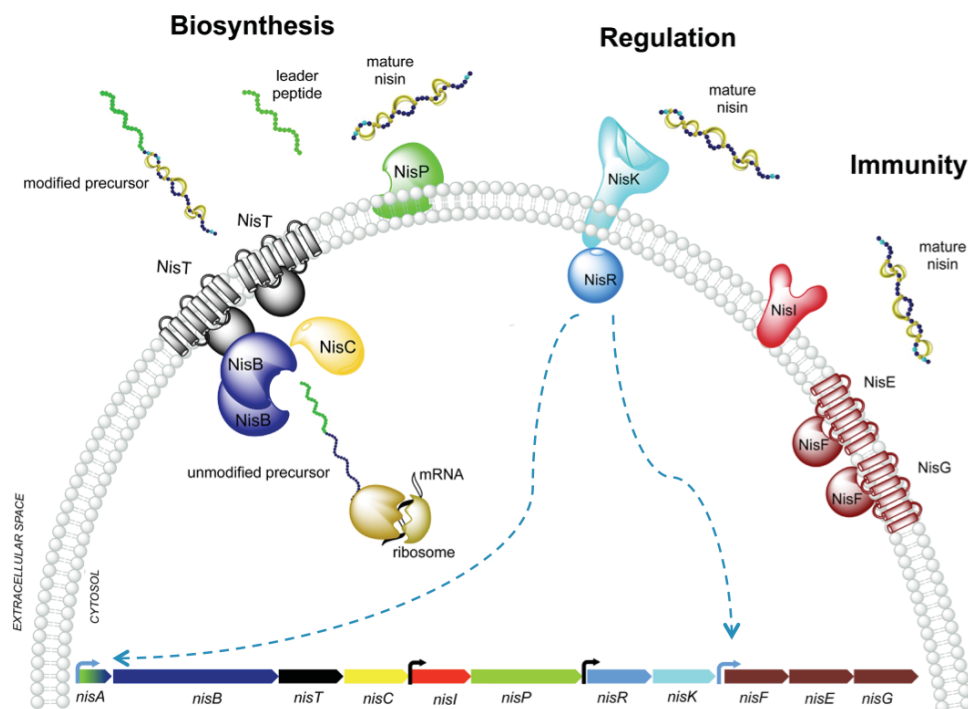 Biosynthesis
Regulation
Immunity
leader
peptide
mature
nisin
mature
nisin
modified precursor
NisP
NisK
NisT
NisT
mature
nisin
NisR
NisI
NisC
NisB
NisB
NisE
NisF
unmodified precursor
mRNA
NisG
NisF
ribosome
EXTRACELLULAR SPACE
CYTOSOL
nisA nisB nisT nisC nisI nisP nisR nisK nisF nisE nisG